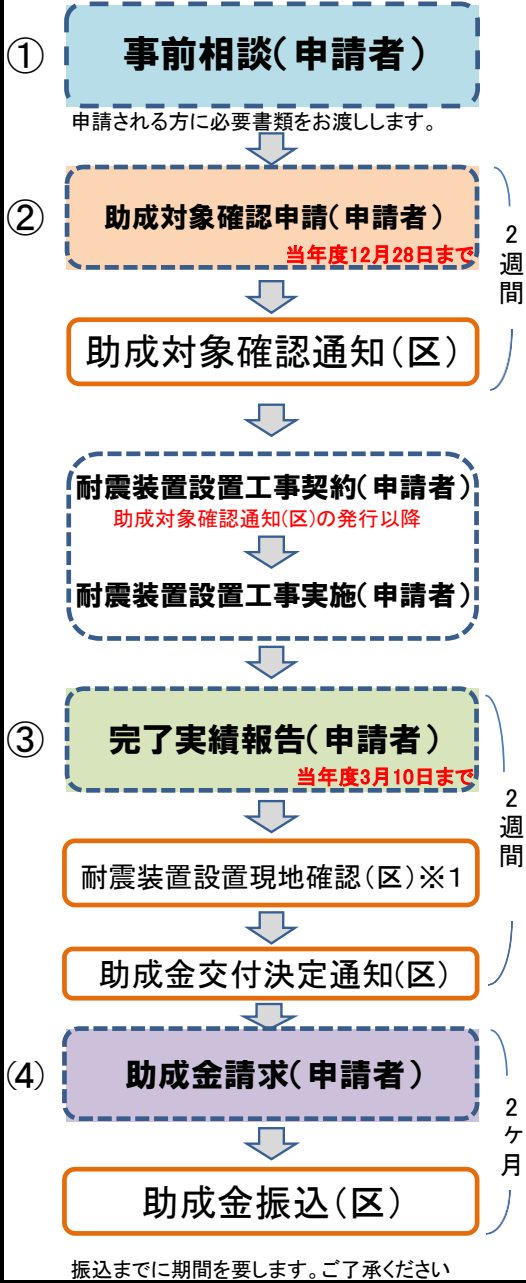 ① 事前相談(申請者)
申請される方に必要書類をお渡しします。
② 助成対象確認申請(申請者)
当年度12月28日まで
2週間
助成対象確認通知(区)
耐震装置設置工事契約(申請者)
助成対象確認通知(区)の発行以降
耐震装置設置工事実施(申請者)
③ 完了実績報告(申請者)
当年度3月10日まで
2週間
耐震装置設置現地確認(区)※1
助成金交付決定通知(区)
(4) 助成金請求(申請者)
2ヶ月
助成金振込(区)
振込までに期間を要します。ご了承ください